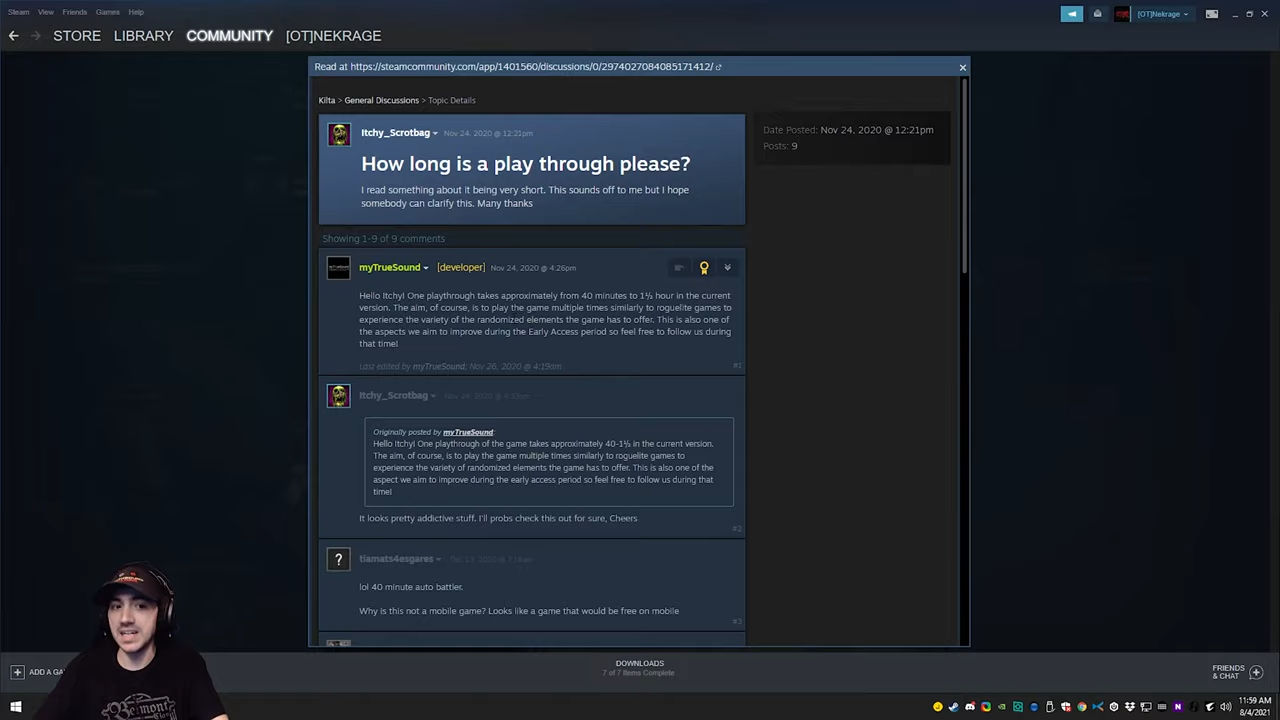 Steam View Friends Games Help
[OT]Nekrage
STORE LIBRARY COMMUNITY [OT]NEKRAGE
Read at https://steamcommunity.com/app/1401560/discussions/0/2974027084085171412/
Kilta > General Discussions > Topic Details
Itchy_Scrotbag Nov 24, 2020 @ 12:21pm
How long is a play through please?
I read something about it being very short. This sounds off to me but I hope
somebody can clarify this. Many thanks
Date Posted: Nov 24, 2020 @ 12:21pm
Posts: 9
Showing 1-9 of 9 comments
myTrueSound [developer] Nov 24, 2020 @ 4:26pm
Hello Itchy! One playthrough takes approximately from 40 minutes to 1½ hour in the current
version. The aim, of course, is to play the game multiple times similarly to roguelite games to
experience the variety of the randomized elements the game has to offer. This is also one of
the aspects we aim to improve during the Early Access period so feel free to follow us during
that time!
Last edited by myTrueSound; Nov 26, 2020 @ 4:19am
#1
Itchy_Scrotbag Nov 24, 2020 @
Originally posted by myTrueSound:
Hello Itchy! One playthrough of the game takes approximately 40-1½ in the current version.
The aim, of course, is to play the game multiple times similarly to roguelite games to
experience the variety of randomized elements the game has to offer. This is also one of the
aspect we aim to improve during the early access period so feel free to follow us during that
time!
It looks pretty addictive stuff. I'll probs check this out for sure, Cheers
#2
tiamats4esgares
lol 40 minute auto battler.
Why is this not a mobile game? Looks like a game that would be free on mobile
#3
ADD A GA
DOWNLOADS
7 of 7 Items Complete
FRIENDS
& CHAT
Belmont
11:59 AM
8/4/2021